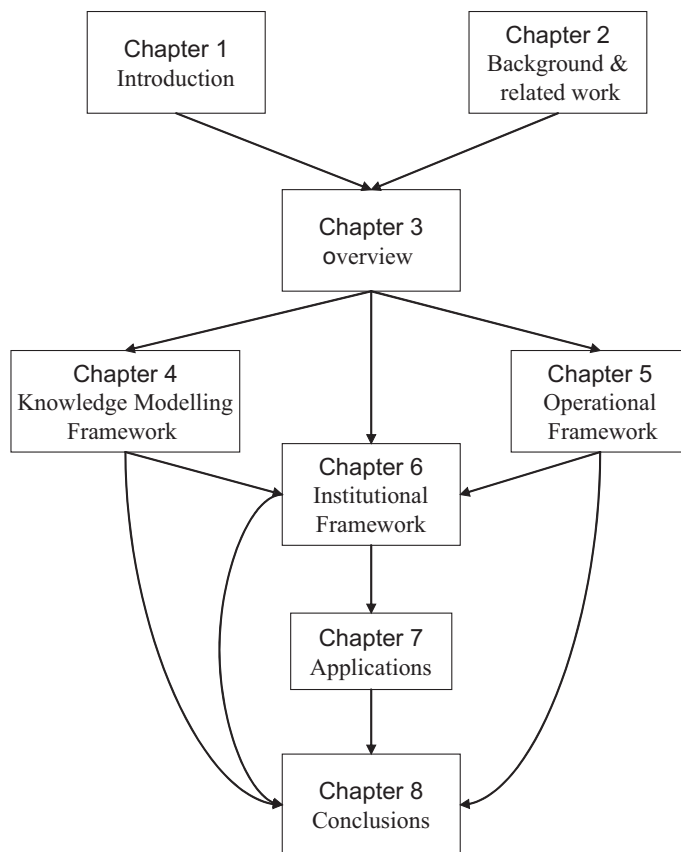 Chapter 1
Introduction
Chapter 2
Background &
related work
Chapter 3
overview
Chapter 4
Knowledge Modelling
Framework
Chapter 5
Operational
Framework
Chapter 6
Institutional
Framework
Chapter 7
Applications
Chapter 8
Conclusions